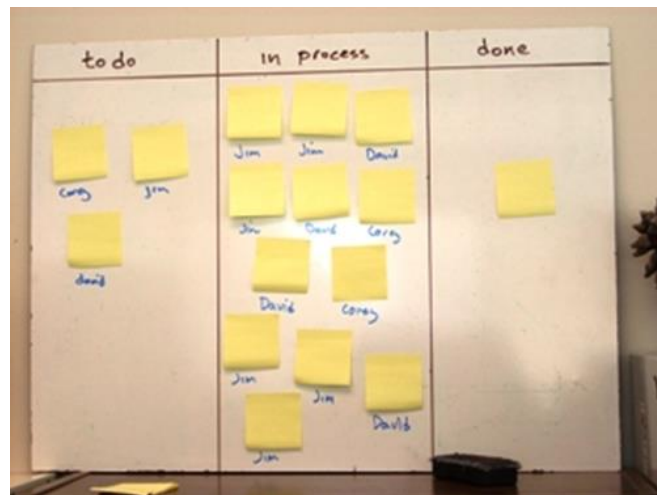 to do in process done
Jim Jim David
Corey Jim
Jim David Corey
david
David Corey
Jim
Jim
David
Jim